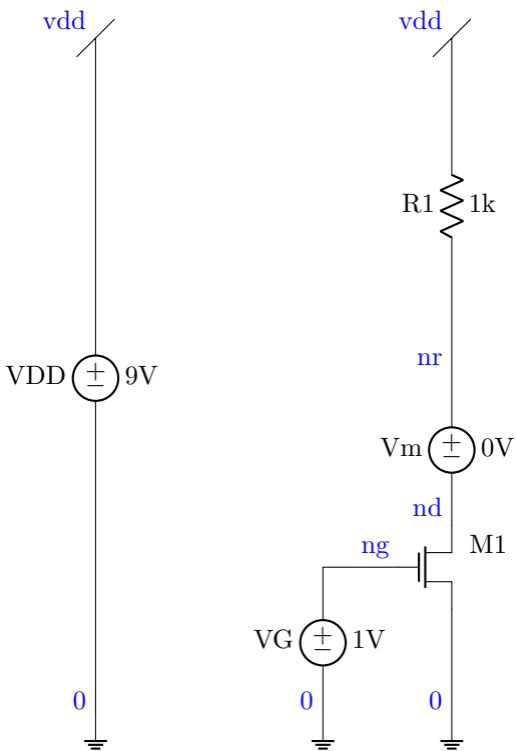 vdd
vdd
R1 1k
nr
VDD + − 9V
Vm + − 0V
nd
ng
M1
VG + − 1V
0
0
0